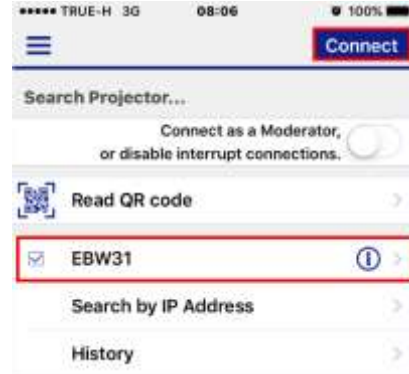 TRUE-H 3G 08:06 100%
Connect
Search Projector...
Connect as a Moderator,
or disable interrupt connections.
Read QR code
EBW31
Search by IP Address
History